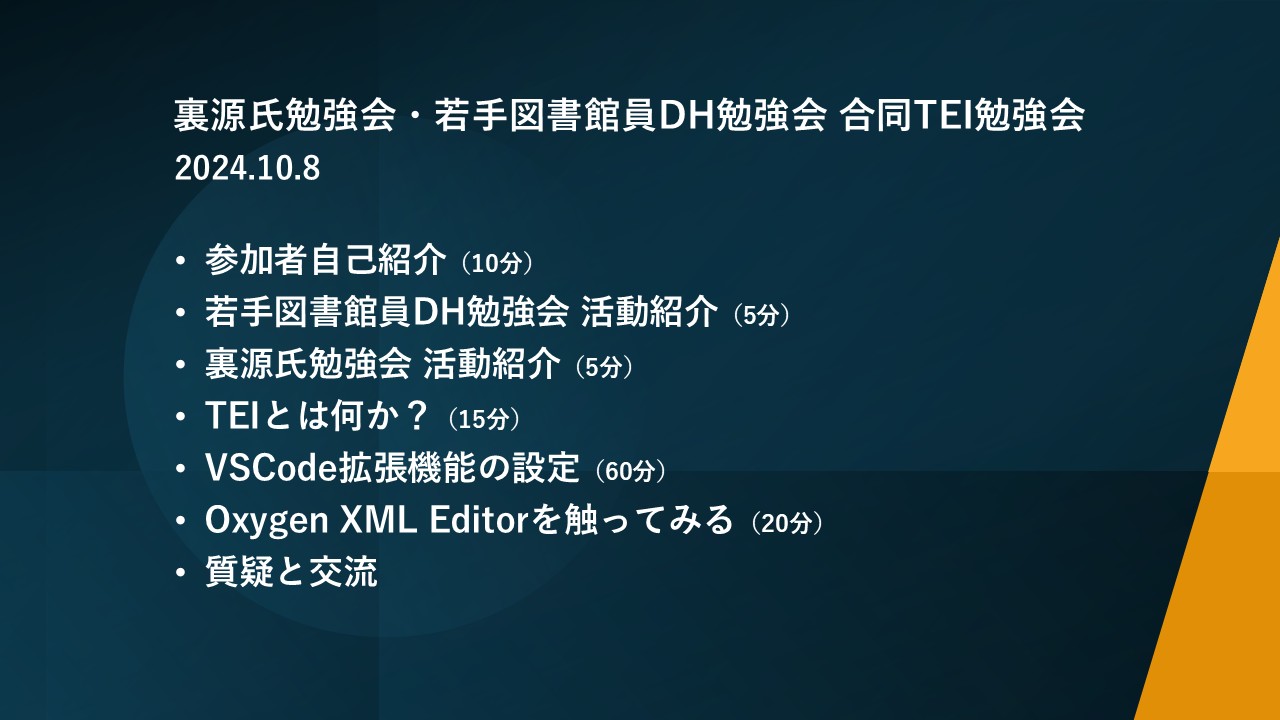 裏源氏勉強会・若手図書館員DH勉強会 合同TEI勉強会
2024.10.8
• 参加者自己紹介（10分）
• 若手図書館員DH勉強会 活動紹介（5分）
• 裏源氏勉強会 活動紹介（5分）
• TEIとは何か？（15分）
• VSCode拡張機能の設定（60分）
• Oxygen XML Editorを触ってみる（20分）
• 質疑と交流